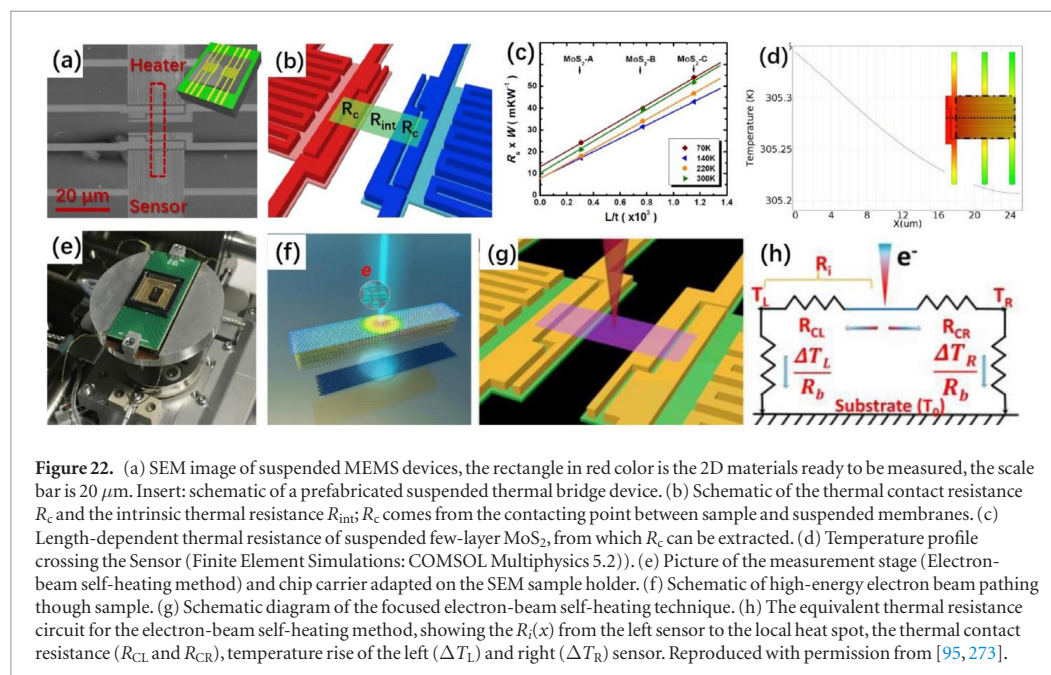 (a)
Heater
20 μm
Sensor
(b)
Rc
Rint
Rc
(c)
MoS2-A
MoS2-B
MoS2-C
Rs x W ( mKW-1 )
60
50
40
30
20
10
0
70K
140K
220K
300K
0.0 0.2 0.4 0.6 0.8 1.0 1.2 1.4
L/t ( x10³ )
(d)
Temperature (K)
305.3
305.25
305.2
0 4 8 12 16 20 24
X(um)
(e)
(f)
e
(g)
(h)
e-
Ri
TL
TR
RCL
RCR
ΔTL
Rb
ΔTR
Rb
Substrate (T0)
Figure 22. (a) SEM image of suspended MEMS devices, the rectangle in red color is the 2D materials ready to be measured, the scale
bar is 20 μm. Insert: schematic of a prefabricated suspended thermal bridge device. (b) Schematic of the thermal contact resistance
Rc and the intrinsic thermal resistance Rint; Rc comes from the contacting point between sample and suspended membranes. (c)
Length-dependent thermal resistance of suspended few-layer MoS2, from which Rc can be extracted. (d) Temperature profile
crossing the Sensor (Finite Element Simulations: COMSOL Multiphysics 5.2)). (e) Picture of the measurement stage (Electron-
beam self-heating method) and chip carrier adapted on the SEM sample holder. (f) Schematic of high-energy electron beam pathing
though sample. (g) Schematic diagram of the focused electron-beam self-heating technique. (h) The equivalent thermal resistance
circuit for the electron-beam self-heating method, showing the Ri(x) from the left sensor to the local heat spot, the thermal contact
resistance (RCL and RCR), temperature rise of the left (ΔTL) and right (ΔTR) sensor. Reproduced with permission from [95, 273].